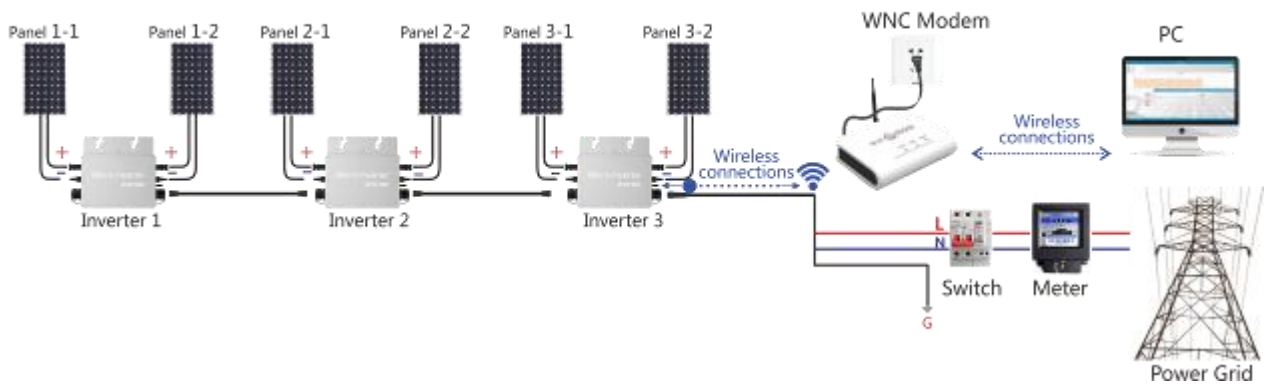 Panel 1-1
Panel 1-2
Panel 2-1
Panel 2-2
Panel 3-1
Panel 3-2
WNC Modem
PC
+
+
+
+
+
+
-
-
-
-
-
-
Wireless
connections
Wireless
connections
Inverter 1
Inverter 2
Inverter 3
L
N
Switch
Meter
G
Power Grid